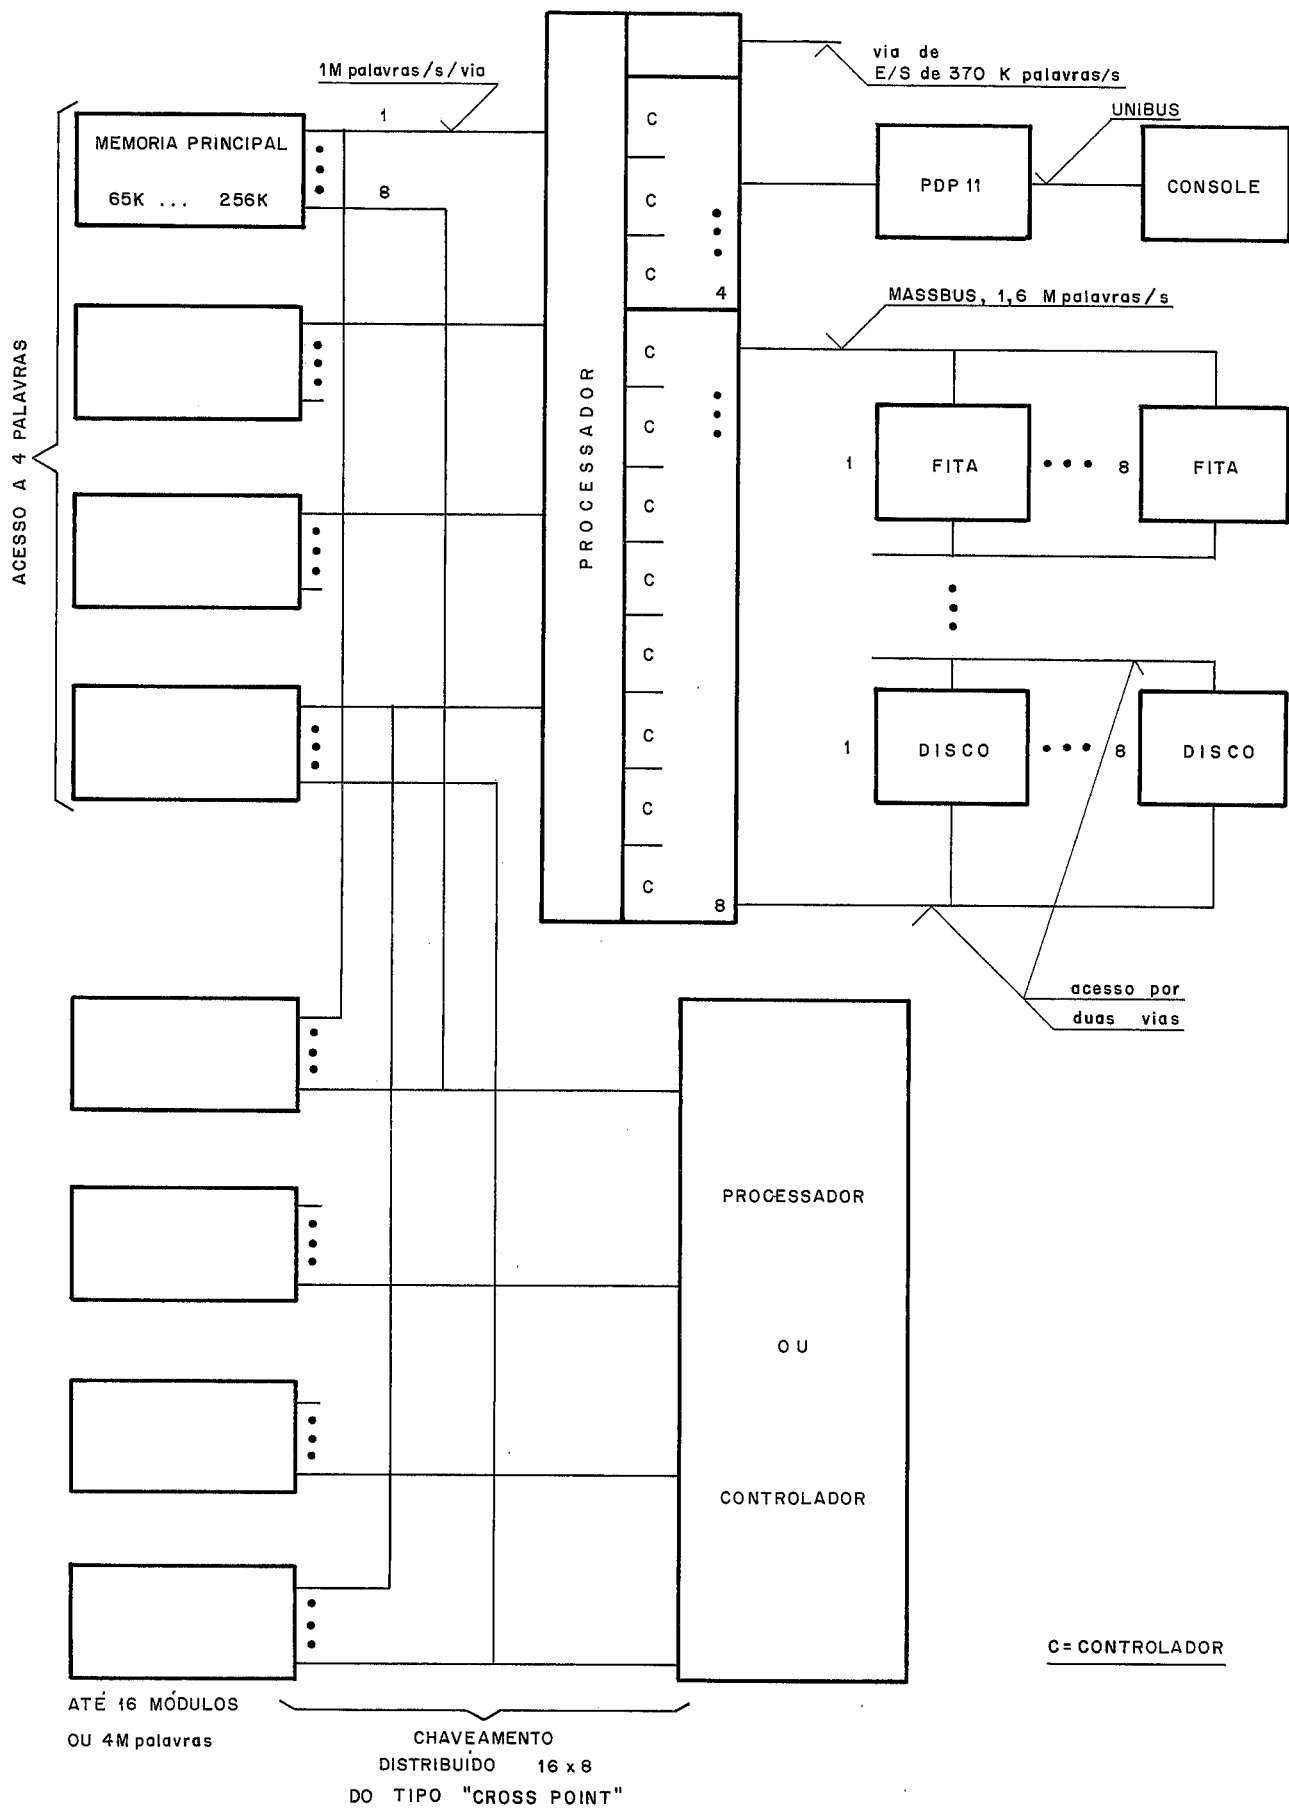 via de
E/S de 370 K palavras/s
1M palavras/s/via
UNIBUS
1
C
MEMORIA PRINCIPAL
65K ... 256K
8
C
PDP 11
CONSOLE
C
4
MASSBUS, 1,6 M palavras/s
ACESSO A 4 PALAVRAS
PROCESSADOR
C
C
1
FITA
8
FITA
C
C
C
C
1
DISCO
8
DISCO
C
C
8
acesso por
duas vias
PROCESSADOR
OU
CONTROLADOR
C=CONTROLADOR
ATÉ 16 MÓDULOS
OU 4M palavras
CHAVEAMENTO
DISTRIBUÍDO 16 x 8
DO TIPO "CROSS POINT"